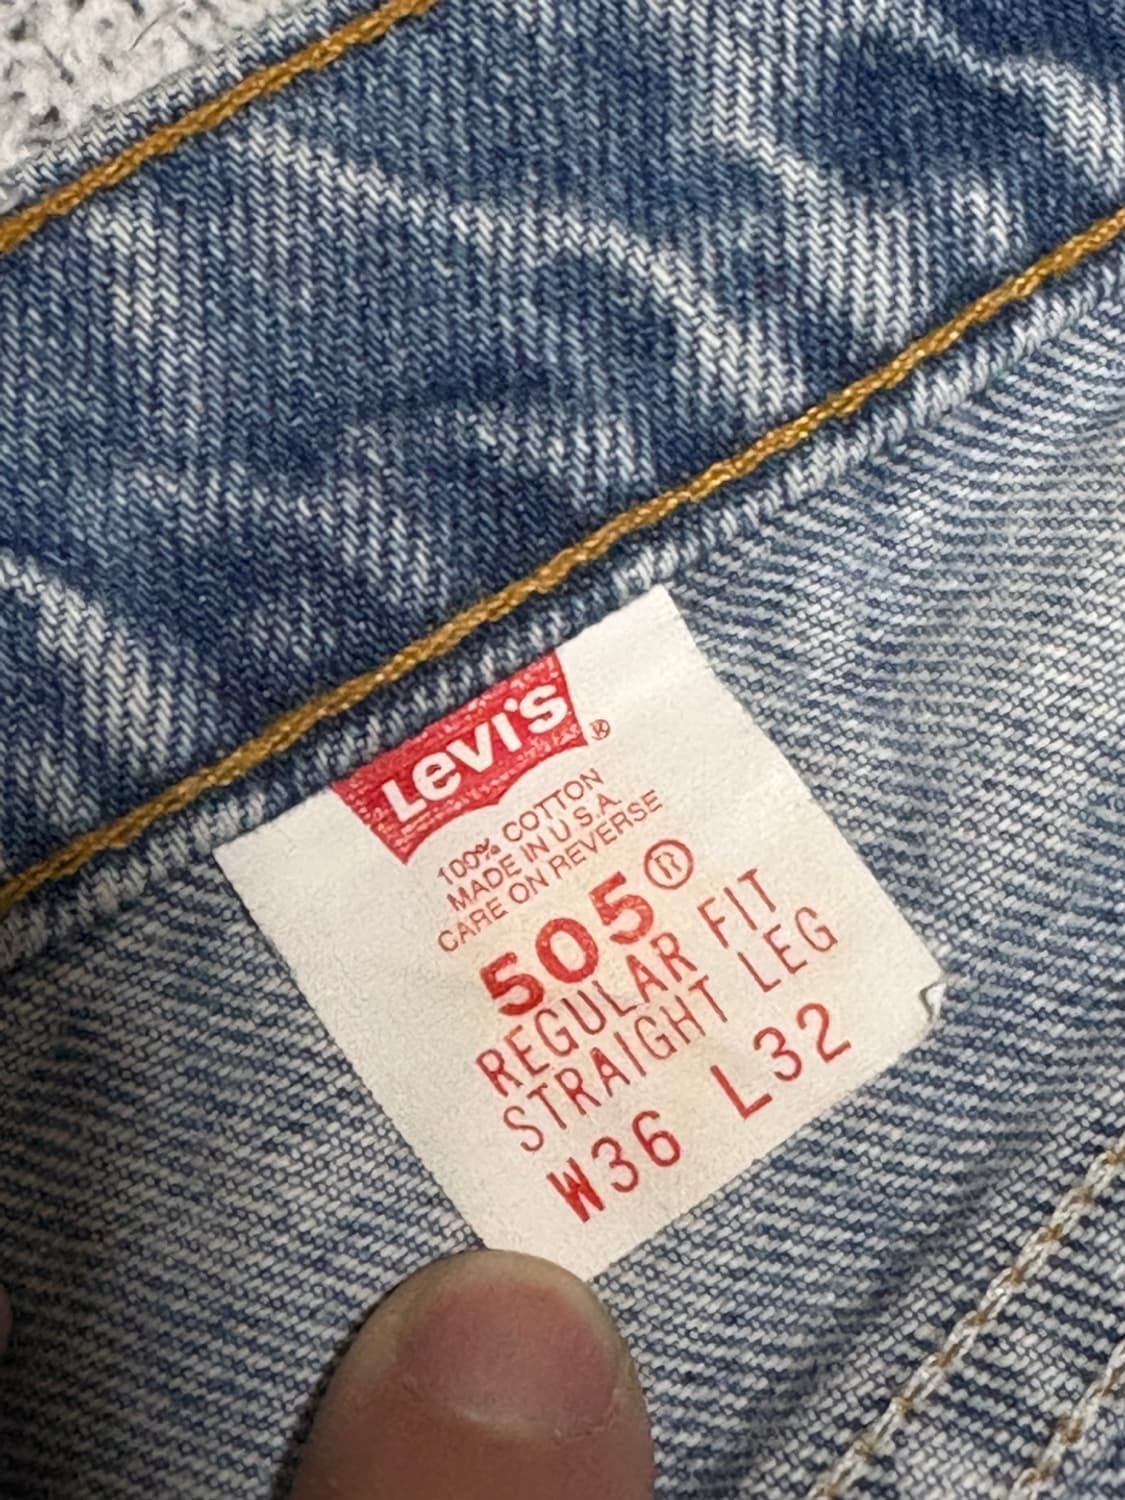 Levi's ®
100% COTTON
MADE IN U.S.A.
CARE ON REVERSE
505®
REGULAR FIT
STRAIGHT LEG
W36 L32